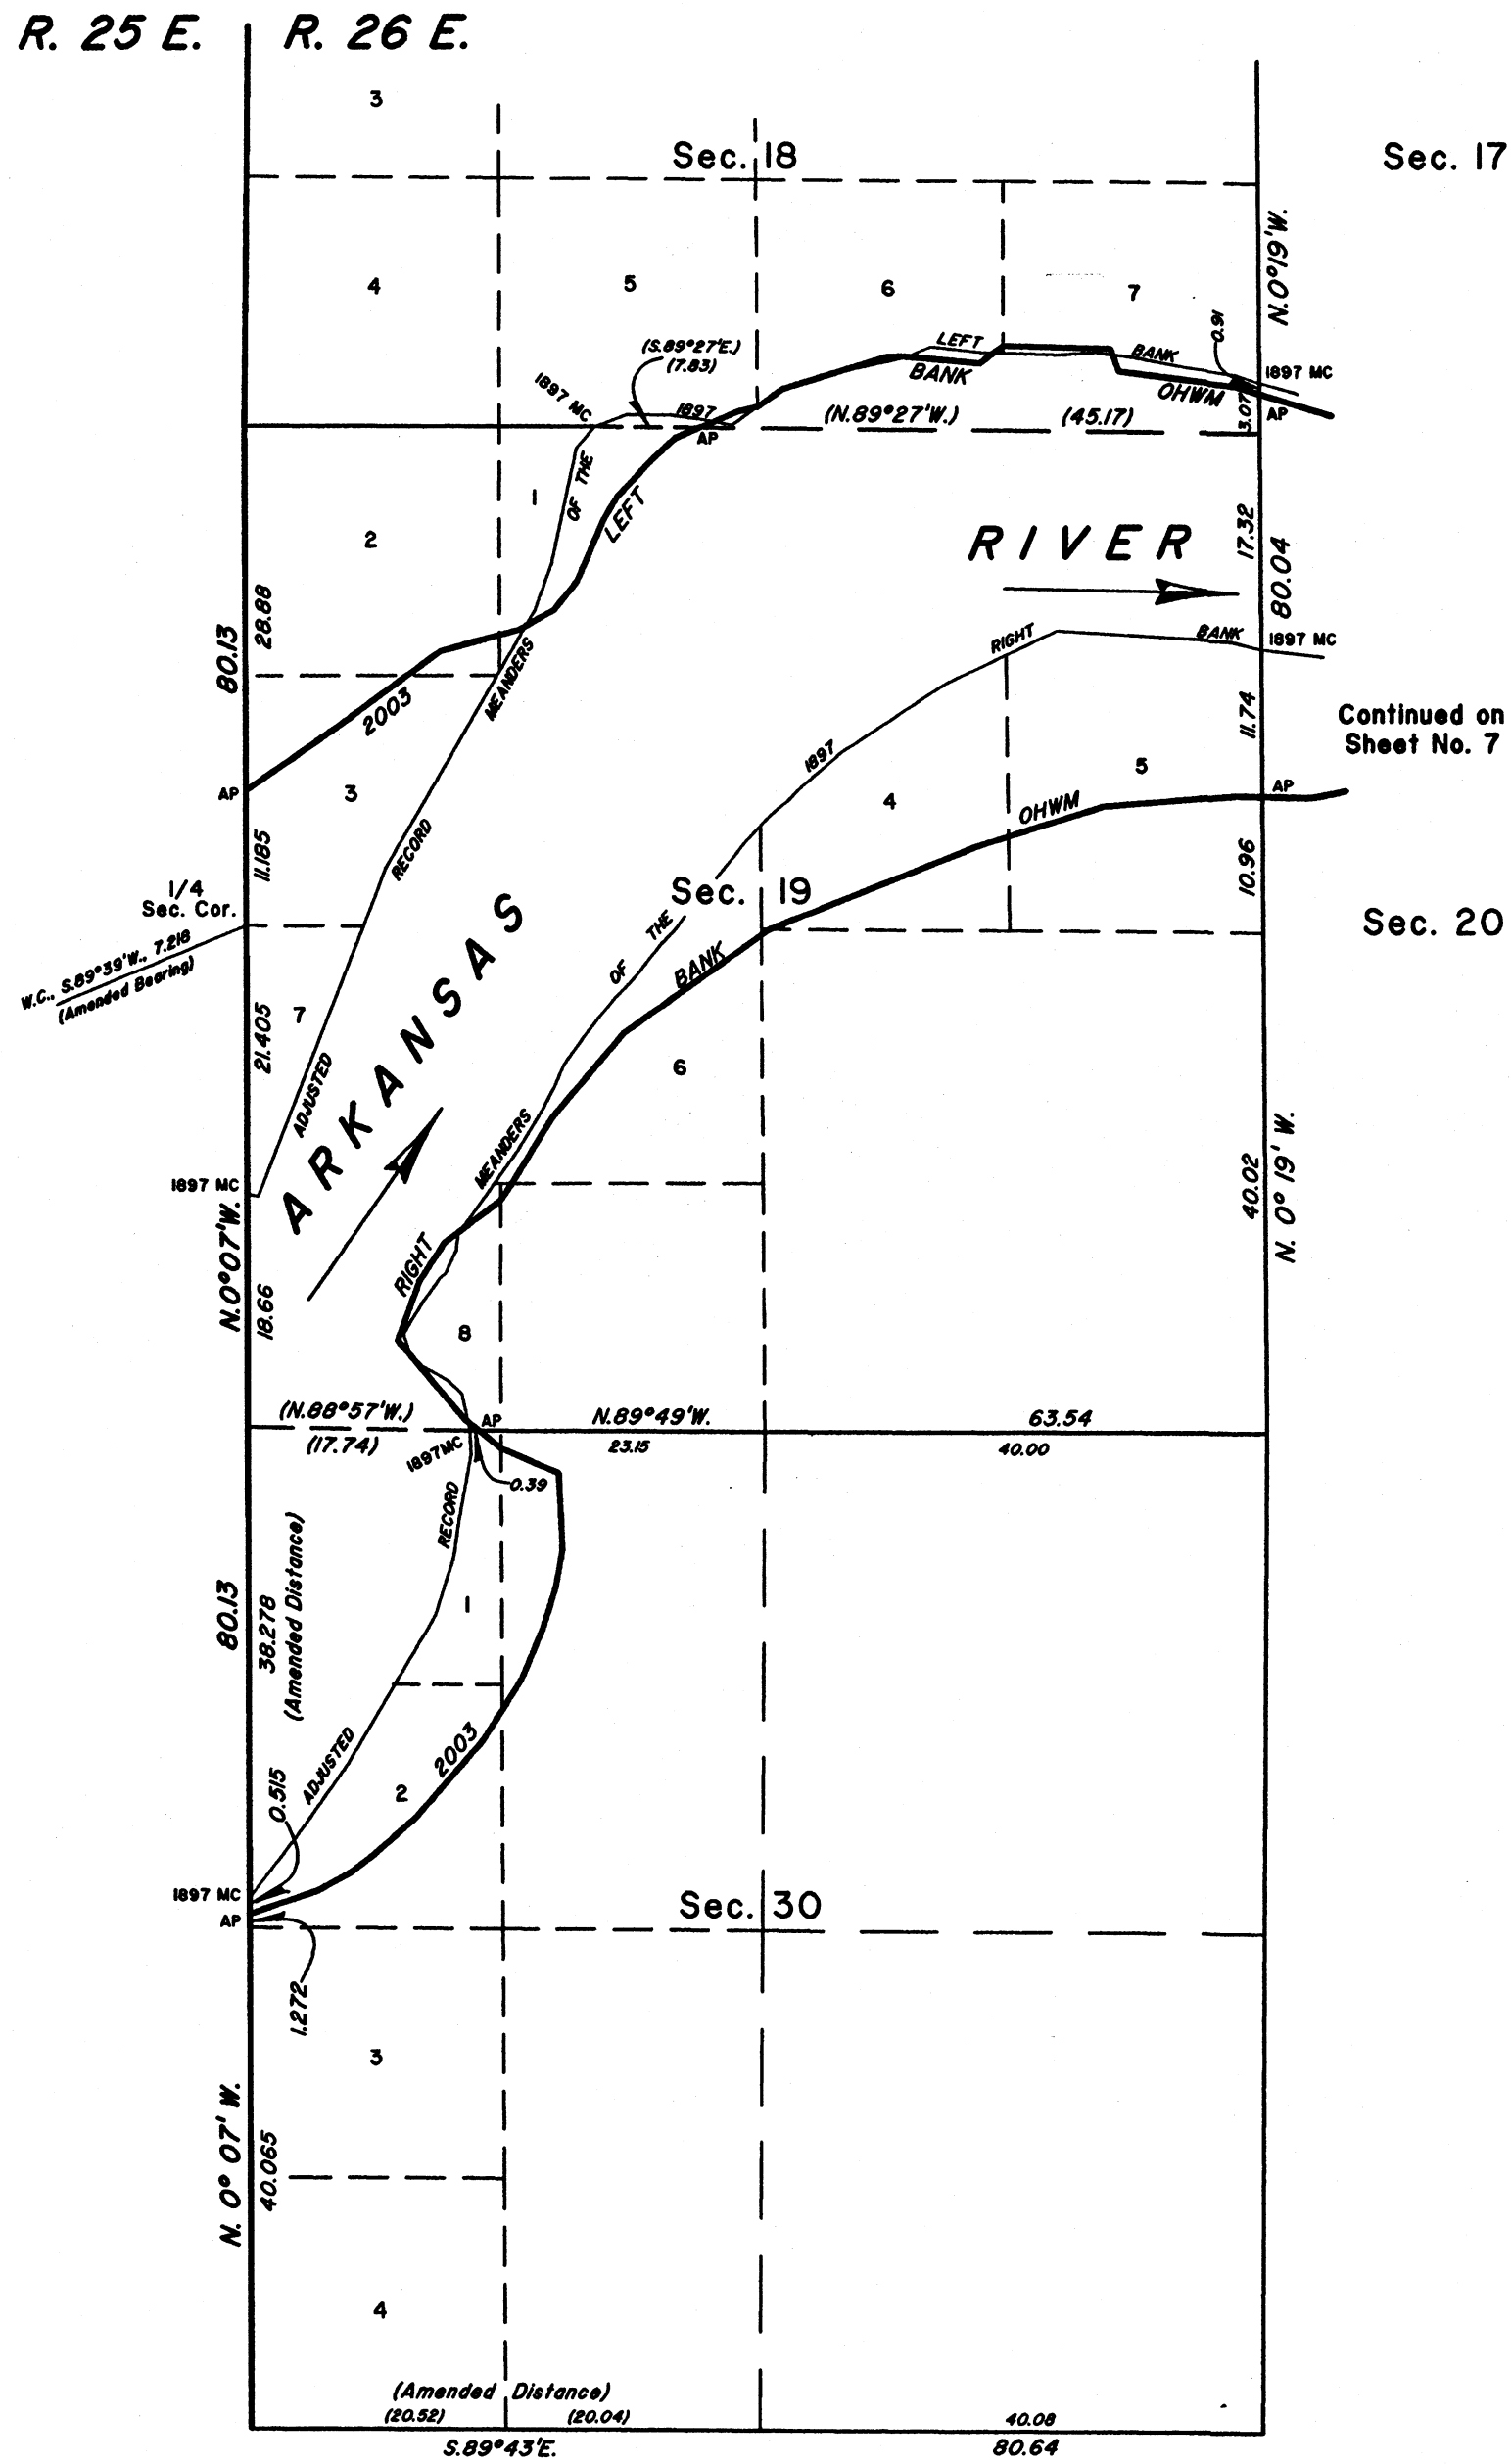 R. 25 E.
R. 26 E.
3
Sec. 18
Sec. 17
N.0°19'W.
4
5
6
7
(S.89°27'E.)
(7.83)
LEFT
BANK
0.91
1897 MC
1897 MC
1897
BANK
OHWM
AP
(N.89°27'W.)
(45.17)
3.07
AP
OF THE
1
LEFT
2
RIVER
17.32
80.04
28.88
80.13
MEANDERS
RIGHT
BANK
1897 MC
2003
11.74
Continued on
Sheet No. 7
1897
AP
3
4
5
AP
OHWM
RECORD
11.185
10.96
1/4
Sec. Cor.
Sec. 19
Sec. 20
W.C., S.89°39'W., 7.218
(Amended Bearing)
THE
OF
BANK
ARKANSAS
7
21.405
6
ADJUSTED
MEANDERS
1897 MC
40.02
N. 0° 19' W.
N.0°07'W.
RIGHT
18.66
8
(N.88°57'W.)
(17.74)
AP
N.89°49'W.
63.54
1897 MC
23.15
40.00
0.39
RECORD
80.13
38.278
(Amended Distance)
1
2003
ADJUSTED
0.515
2
1897 MC
AP
Sec. 30
1.272
3
N. 0° 07' W.
40.065
4
(Amended Distance)
(20.52)
(20.04)
40.08
S.89°43'E.
80.64